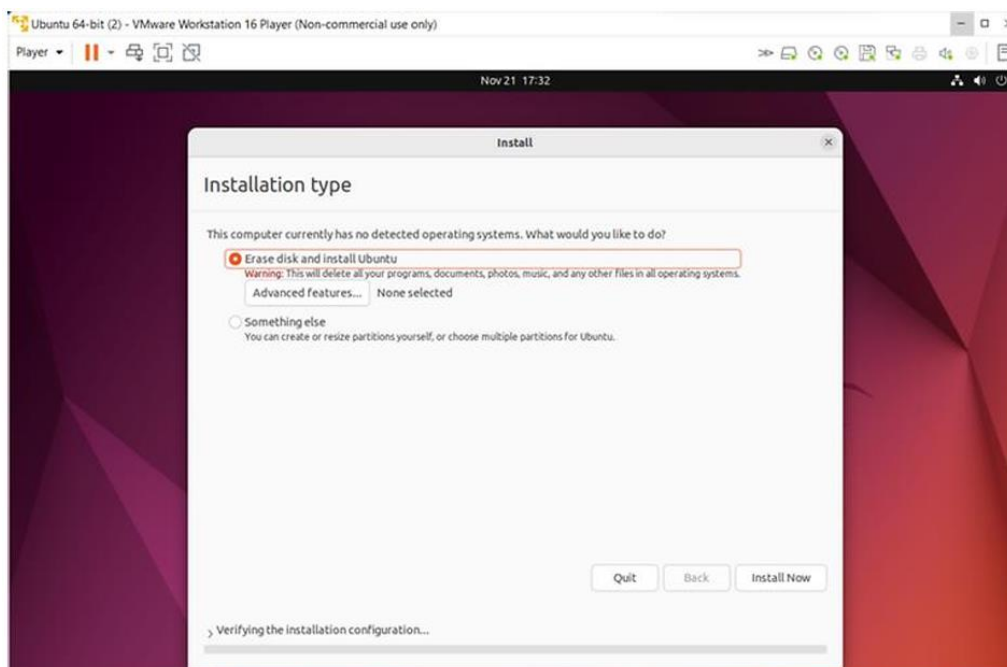 Ubuntu 64-bit (2) - VMware Workstation 16 Player (Non-commercial use only)
Player
Nov 21 17:32
Install
Installation type
This computer currently has no detected operating systems. What would you like to do?
Erase disk and install Ubuntu
Warning: This will delete all your programs, documents, photos, music, and any other files in all operating systems.
Advanced features... None selected
Something else
You can create or resize partitions yourself, or choose multiple partitions for Ubuntu.
Quit Back Install Now
Verifying the installation configuration...